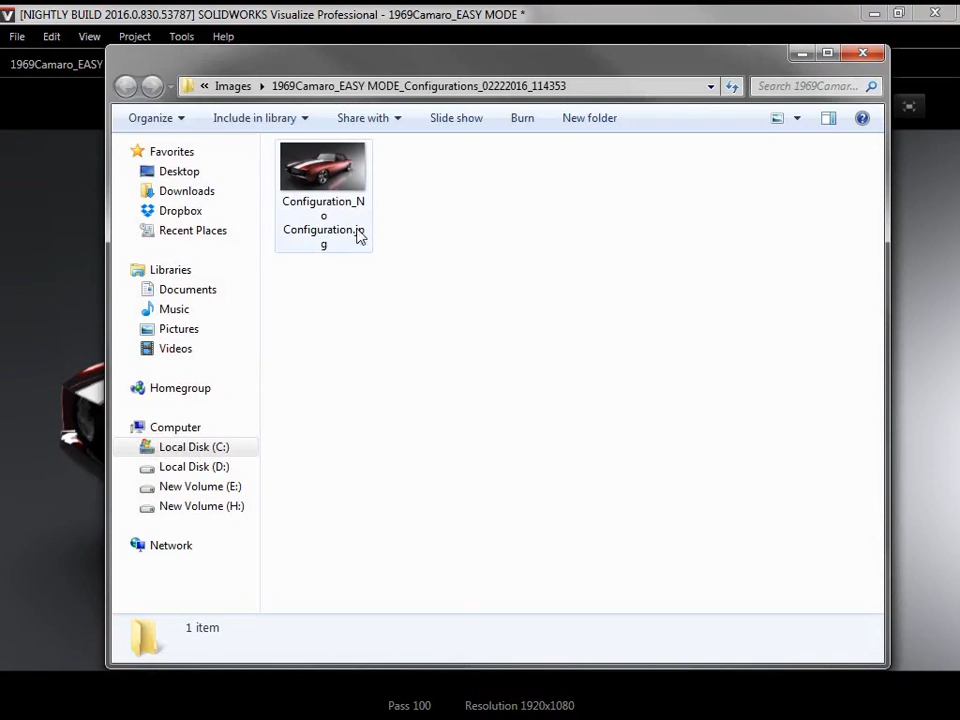 [NIGHTLY BUILD 2016.0.830.53787] SOLIDWORKS Visualize Professional - 1969Camaro_EASY MODE *
File Edit View Project Tools Help
1969Camaro_EASY
Images 1969Camaro_EASY MODE_Configurations_02222016_114353
Search 1969Camar...
Organize Include in library Share with Slide show Burn New folder
Favorites
Desktop
Downloads
Dropbox
Recent Places
Libraries
Documents
Music
Pictures
Videos
Homegroup
Computer
Local Disk (C:)
Local Disk (D:)
New Volume (E:)
New Volume (H:)
Network
Configuration_N
o
Configuration.jp
g
1 item
Pass 100 Resolution 1920x1080